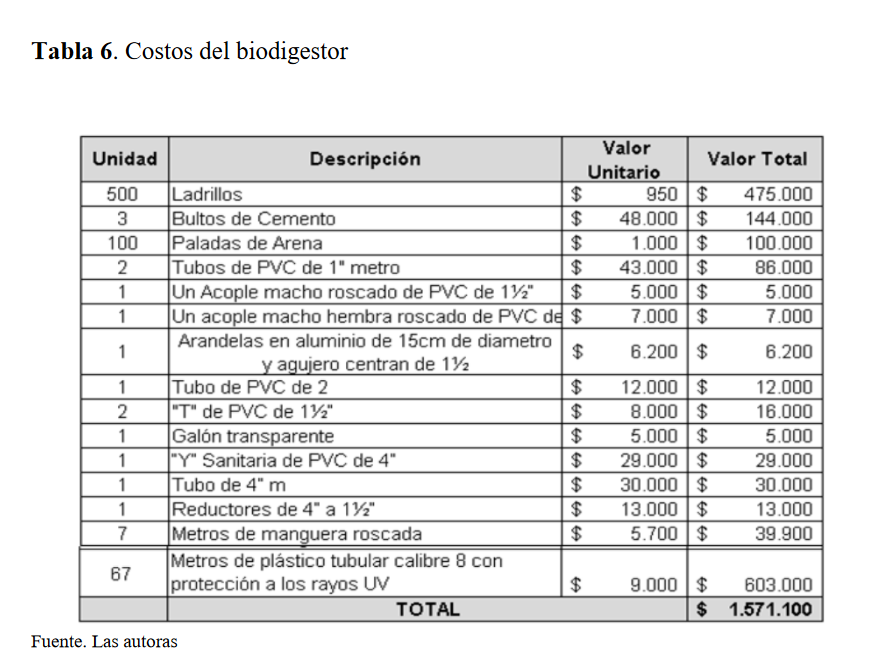 Tabla 6. Costos del biodigestor
Unidad Descripción Valor Unitario Valor Total
500 Ladrillos $ 950 $ 475.000
3 Bultos de Cemento $ 48.000 $ 144.000
100 Paladas de Arena $ 1.000 $ 100.000
2 Tubos de PVC de 1" metro $ 43.000 $ 86.000
1 Un Acople macho roscado de PVC de 1½" $ 5.000 $ 5.000
1 Un acople macho hembra roscado de PVC de $ 7.000 $ 7.000
1 Arandelas en aluminio de 15cm de diametro y agujero centran de 1½ $ 6.200 $ 6.200
1 Tubo de PVC de 2 $ 12.000 $ 12.000
2 "T" de PVC de 1½" $ 8.000 $ 16.000
1 Galón transparente $ 5.000 $ 5.000
1 "Y" Sanitaria de PVC de 4" $ 29.000 $ 29.000
1 Tubo de 4" m $ 30.000 $ 30.000
1 Reductores de 4" a 1½" $ 13.000 $ 13.000
7 Metros de manguera roscada $ 5.700 $ 39.900
67 Metros de plástico tubular calibre 8 con protección a los rayos UV $ 9.000 $ 603.000
TOTAL $ 1.571.100
Fuente. Las autoras